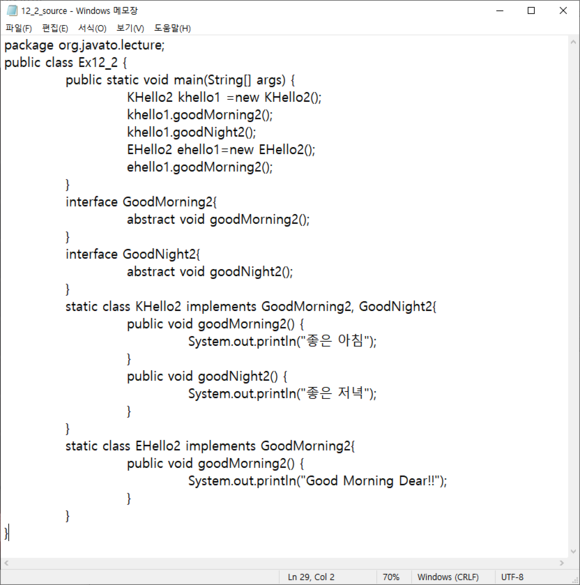 12_2_source - Windows 메모장
파일(F) 편집(E) 서식(O) 보기(V) 도움말(H)
package org.javato.lecture;
public class Ex12_2 {
public static void main(String[] args) {
KHello2 khello1 =new KHello2();
khello1.goodMorning2();
khello1.goodNight2();
EHello2 ehello1=new EHello2();
ehello1.goodMorning2();
}
interface GoodMorning2{
abstract void goodMorning2();
}
interface GoodNight2{
abstract void goodNight2();
}
static class KHello2 implements GoodMorning2, GoodNight2{
public void goodMorning2() {
System.out.println("좋은 아침");
}
public void goodNight2() {
System.out.println("좋은 저녁");
}
}
static class EHello2 implements GoodMorning2{
public void goodMorning2() {
System.out.println("Good Morning Dear!!");
}
}
}
Ln 29, Col 2 70% Windows (CRLF) UTF-8